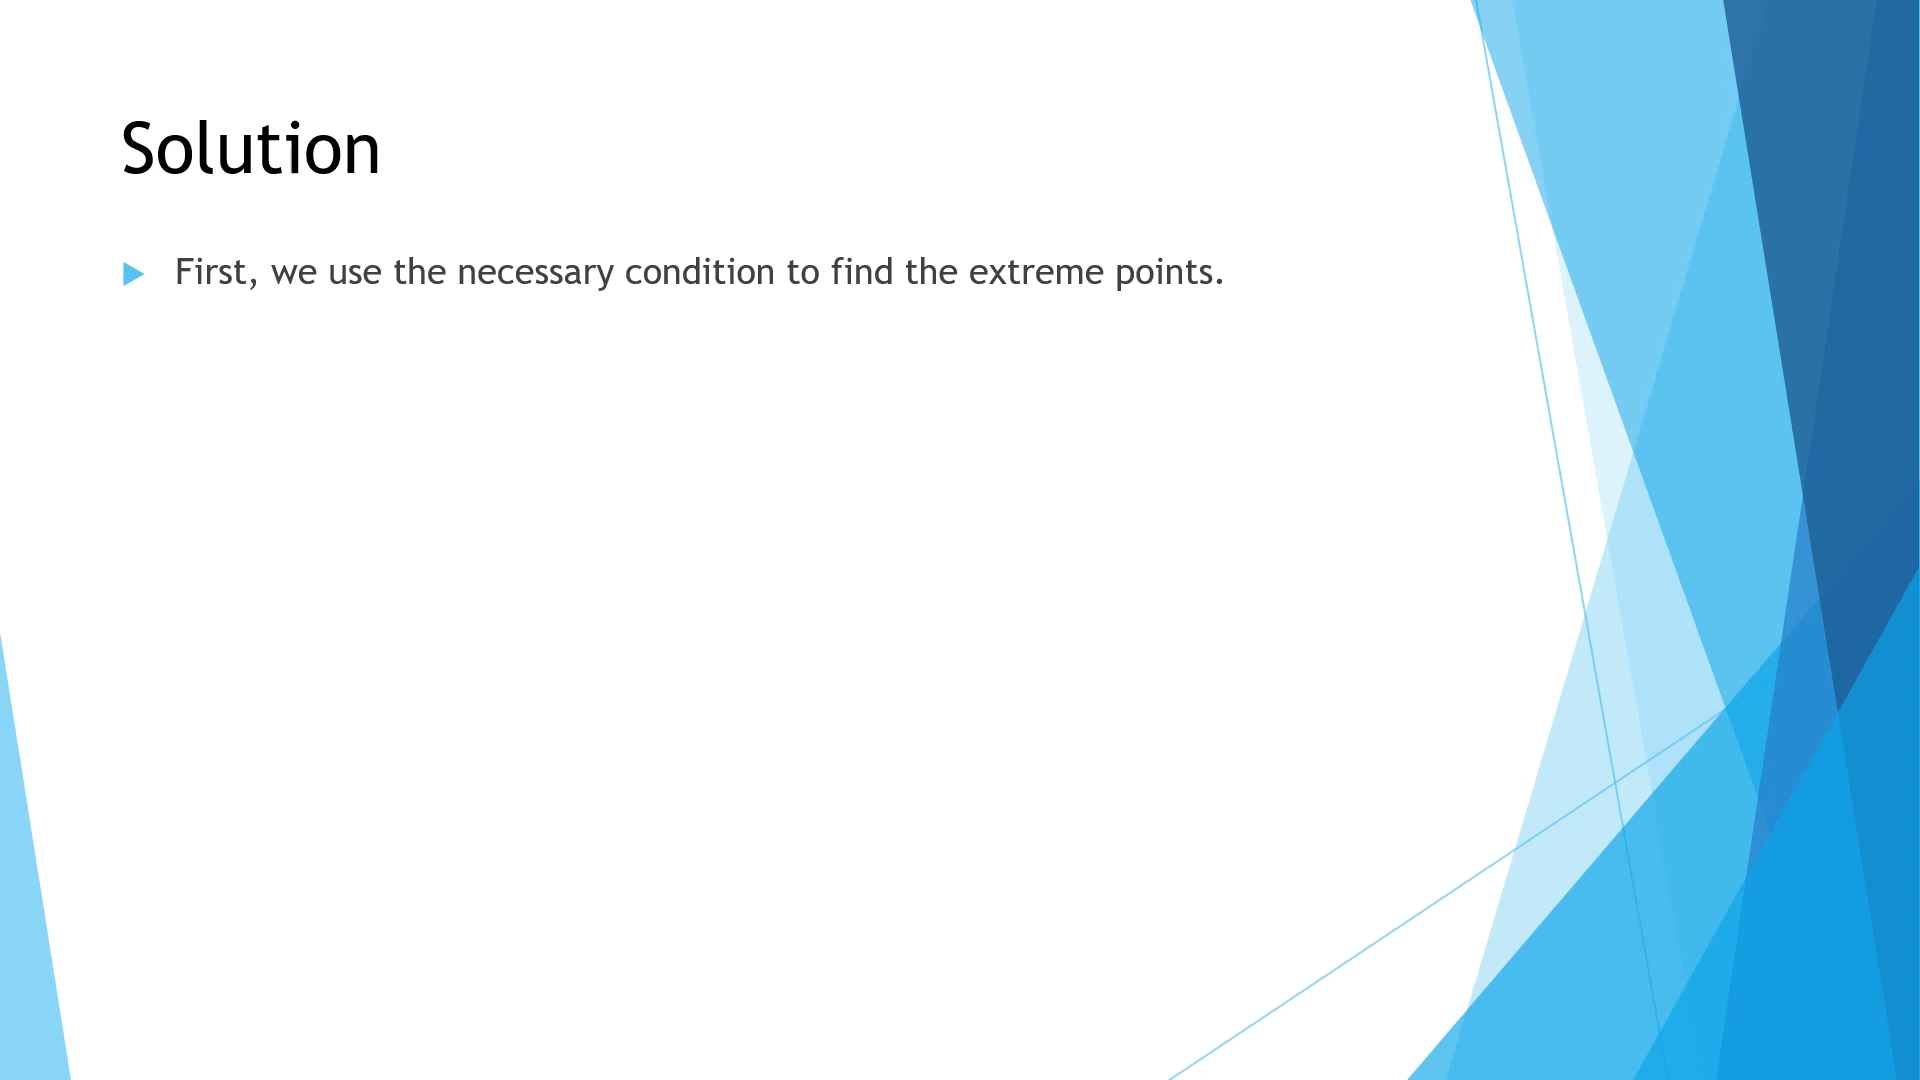 Solution
First, we use the necessary condition to find the extreme points.